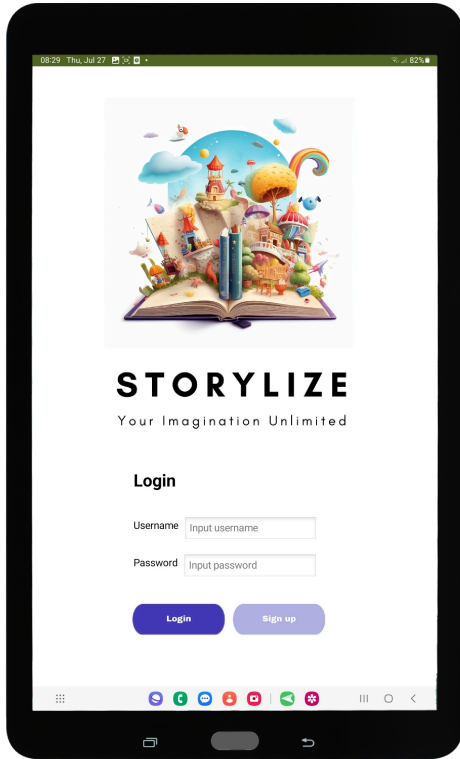 08:29 Thu, Jul 27
82%
STORYLIZE
Your Imagination Unlimited
Login
Username Input username
Password Input password
Login Sign up